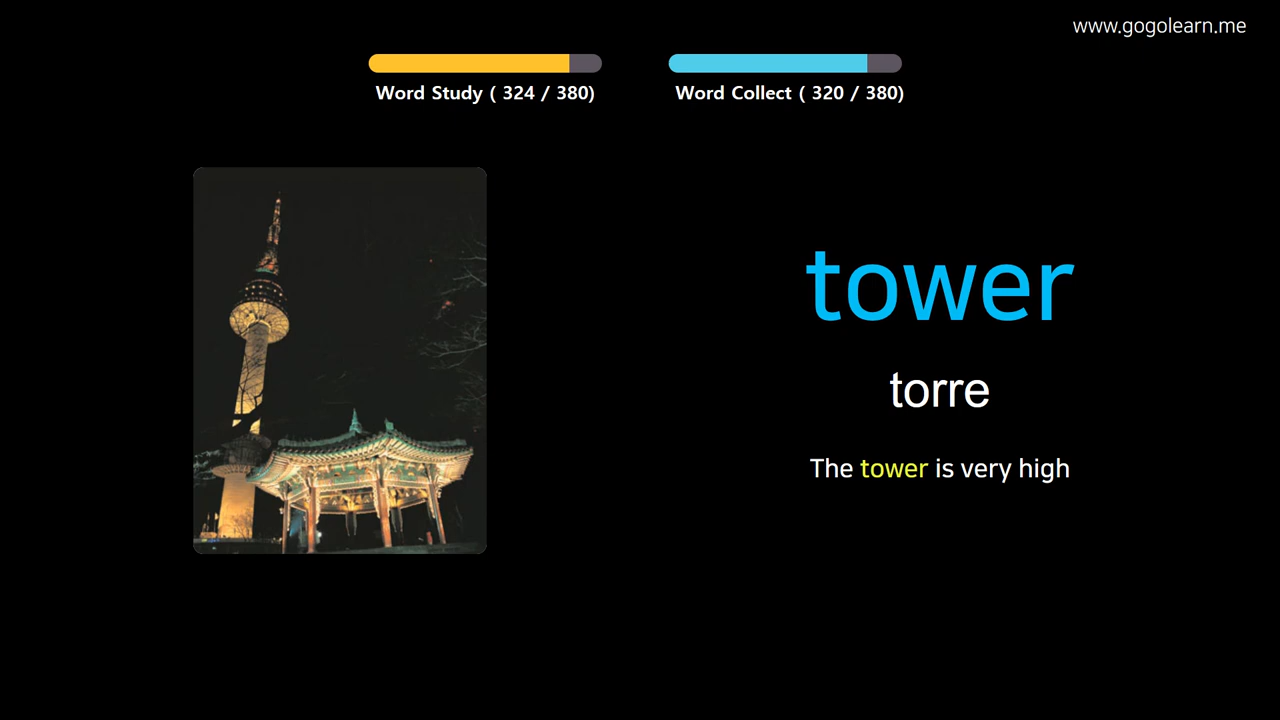 www.gogolearn.me
Word Study ( 324 / 380)
Word Collect ( 320 / 380)
tower
torre
The tower is very high